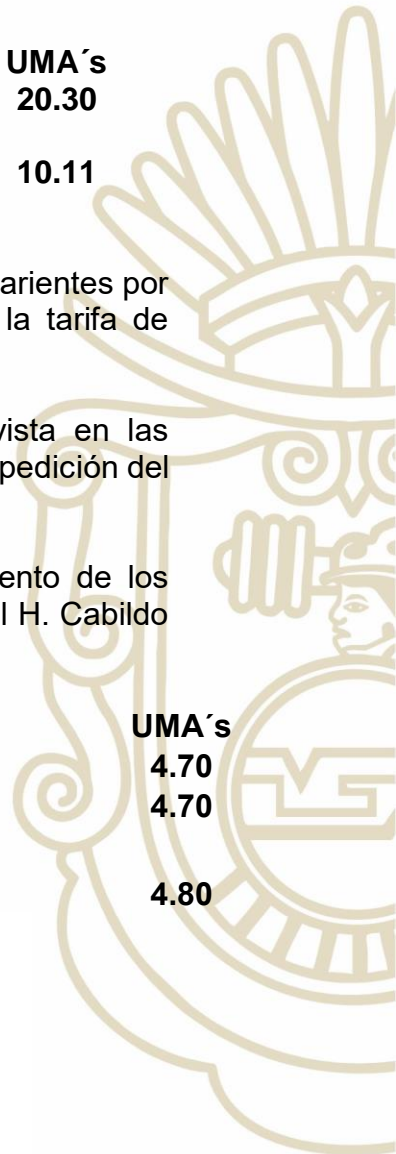 UMA´s
20.30
10.11
arientes por
la tarifa de
vista en las
pedición del
ento de los
l H. Cabildo
UMA´s
4.70
4.70
4.80